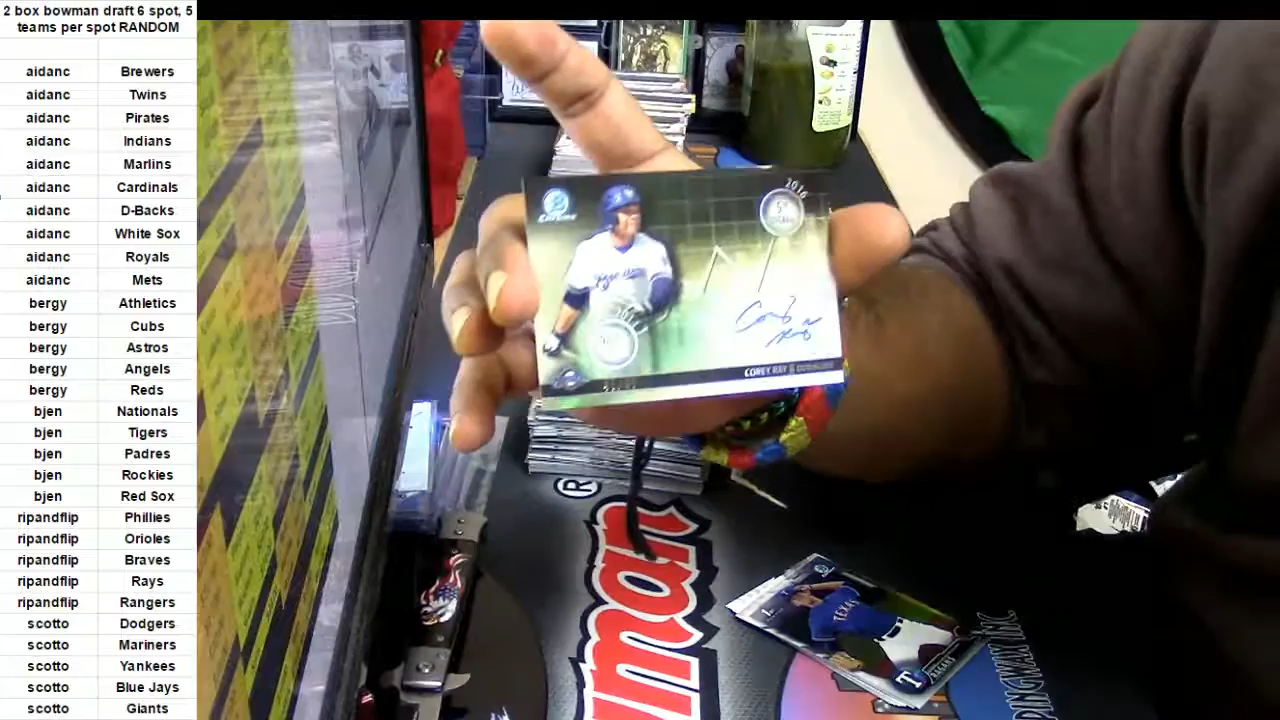 2 box bowman draft 6 spot, 5
teams per spot RANDOM
aidanc Brewers
aidanc Twins
aidanc Pirates
aidanc Indians
aidanc Marlins
aidanc Cardinals
aidanc D-Backs
aidanc White Sox
aidanc Royals
aidanc Mets
bergy Athletics
bergy Cubs
bergy Astros
bergy Angels
bergy Reds
bjen Nationals
bjen Tigers
bjen Padres
bjen Rockies
bjen Red Sox
ripandflip Phillies
ripandflip Orioles
ripandflip Braves
ripandflip Rays
ripandflip Rangers
scotto Dodgers
scotto Mariners
scotto Yankees
scotto Blue Jays
scotto Giants
Chrome
2016
5th
COREY RAY
®
TEXAS
RAGANS
T